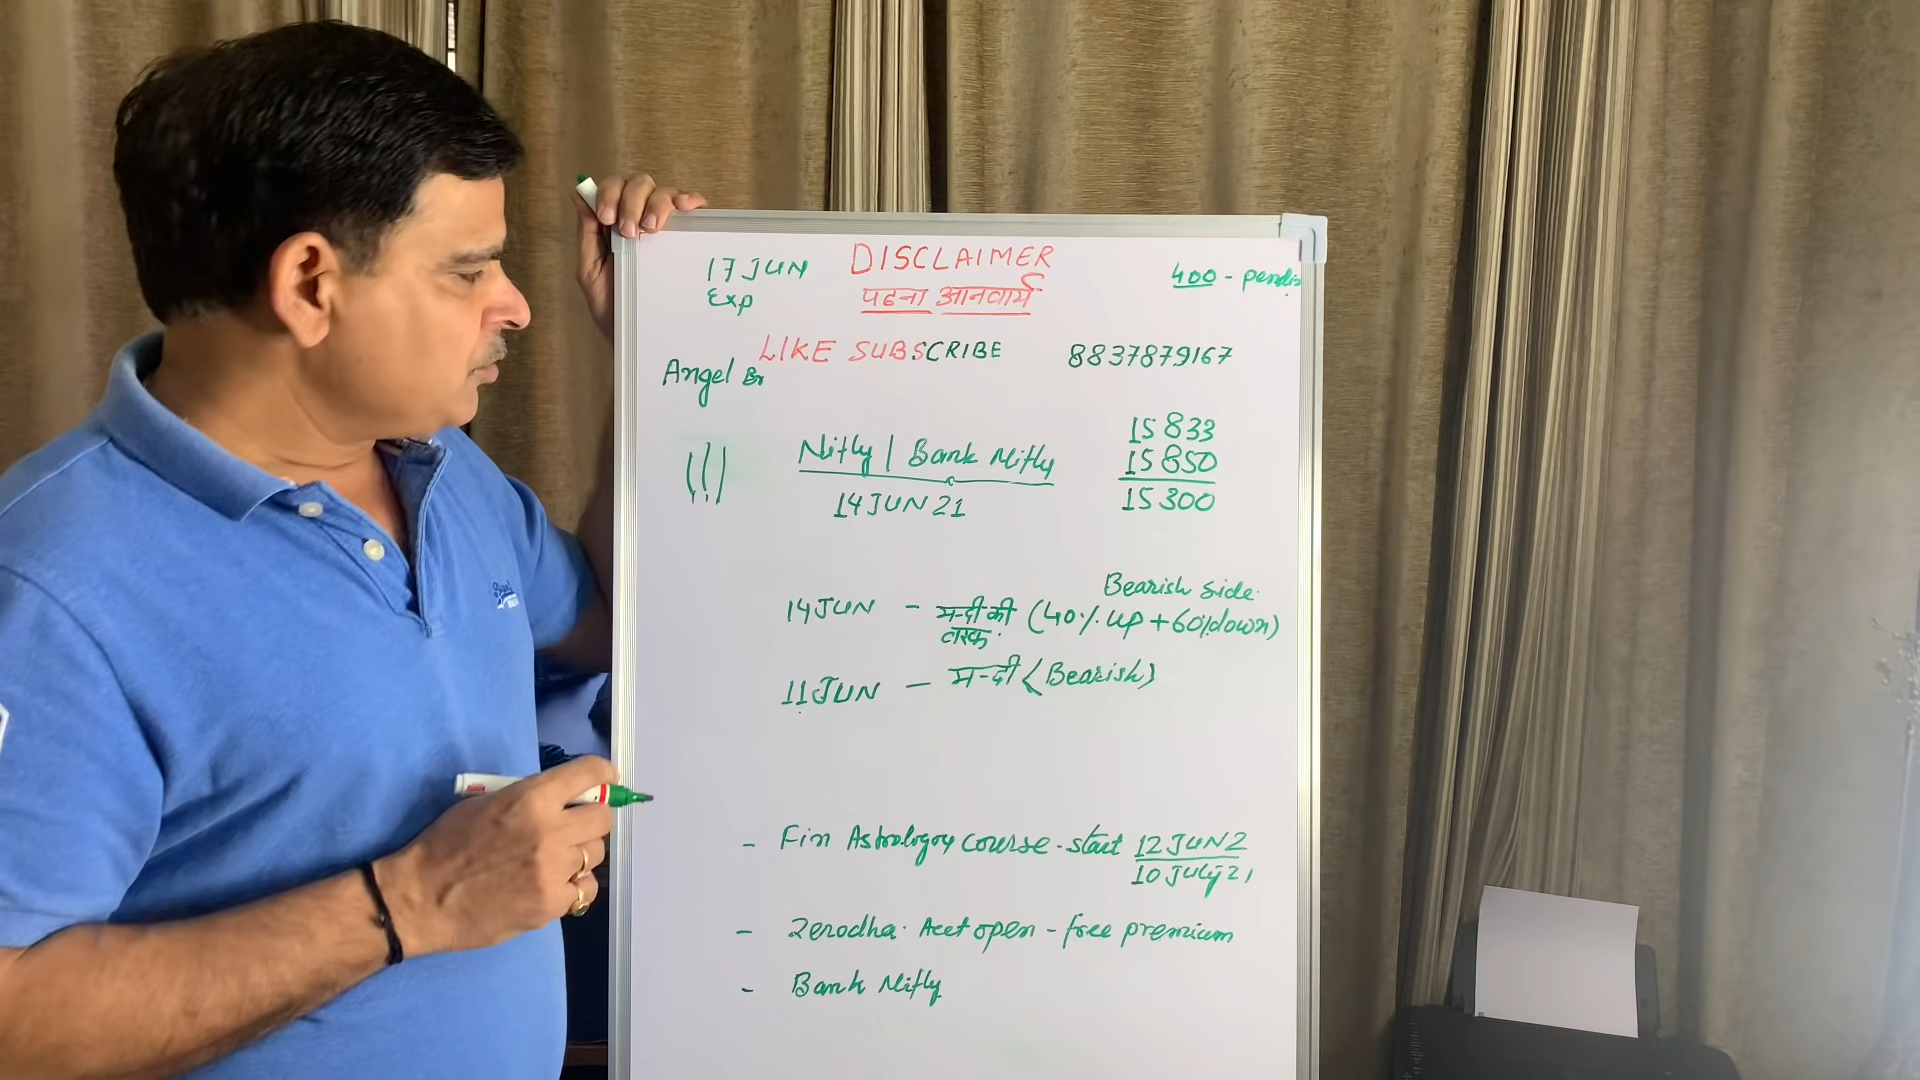 17 JUN DISCLAIMER 400 - pendin
Exp पढना आनवार्य
LIKE SUBSCRIBE 8837879167
Angel Br
15833
Nifty | Bank Nifty 15850
14 JUN 21 15300
Bearish side.
14 JUN - मन्दी की (40% up + 60% down)
तरफ.
11 JUN - मन्दी (Bearish)
- Fin Astrology course - start 12 JUN 2
10 July 21
- Zerodha. Acct open - free premium
- Bank Nifty